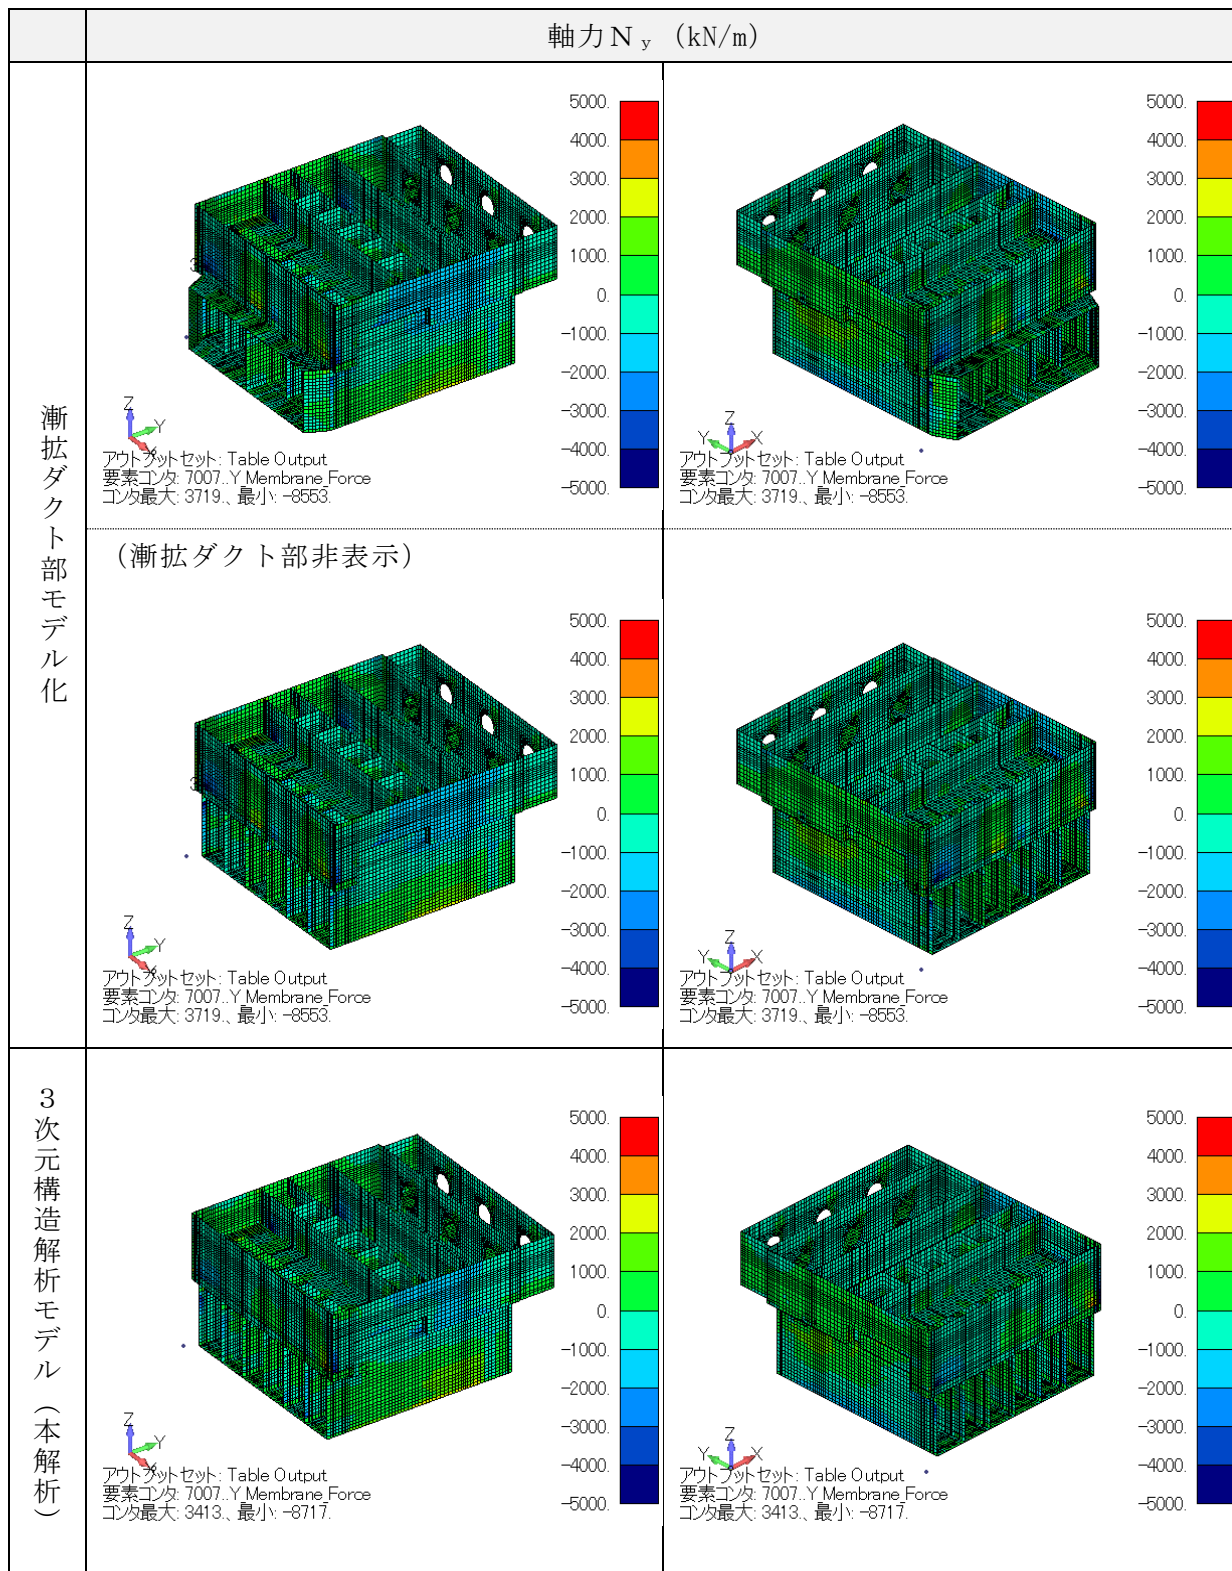 軸力Ｎｙ (kN/m)
漸拡ダクト部モデル化
5000.
4000.
3000.
2000.
1000.
0.
-1000.
-2000.
-3000.
-4000.
-5000.
3
Z
Y
X
アウトプットセット: Table Output
要素コンタ: 7007..Y Membrane Force
コンタ最大: 3719.、最小: -8553.
5000.
4000.
3000.
2000.
1000.
0.
-1000.
-2000.
-3000.
-4000.
-5000.
Z
Y
X
アウトプットセット: Table Output
要素コンタ: 7007..Y Membrane Force
コンタ最大: 3719.、最小: -8553.
(漸拡ダクト部非表示)
5000.
4000.
3000.
2000.
1000.
0.
-1000.
-2000.
-3000.
-4000.
-5000.
3
Z
Y
X
アウトプットセット: Table Output
要素コンタ: 7007..Y Membrane Force
コンタ最大: 3719.、最小: -8553.
5000.
4000.
3000.
2000.
1000.
0.
-1000.
-2000.
-3000.
-4000.
-5000.
Z
Y
X
アウトプットセット: Table Output
要素コンタ: 7007..Y Membrane Force
コンタ最大: 3719.、最小: -8553.
３次元構造解析モデル（本解析）
5000.
4000.
3000.
2000.
1000.
0.
-1000.
-2000.
-3000.
-4000.
-5000.
Z
Y
X
アウトプットセット: Table Output
要素コンタ: 7007..Y Membrane Force
コンタ最大: 3413.、最小: -8717.
5000.
4000.
3000.
2000.
1000.
0.
-1000.
-2000.
-3000.
-4000.
-5000.
Z
Y
X
アウトプットセット: Table Output
要素コンタ: 7007..Y Membrane Force
コンタ最大: 3413.、最小: -8717.